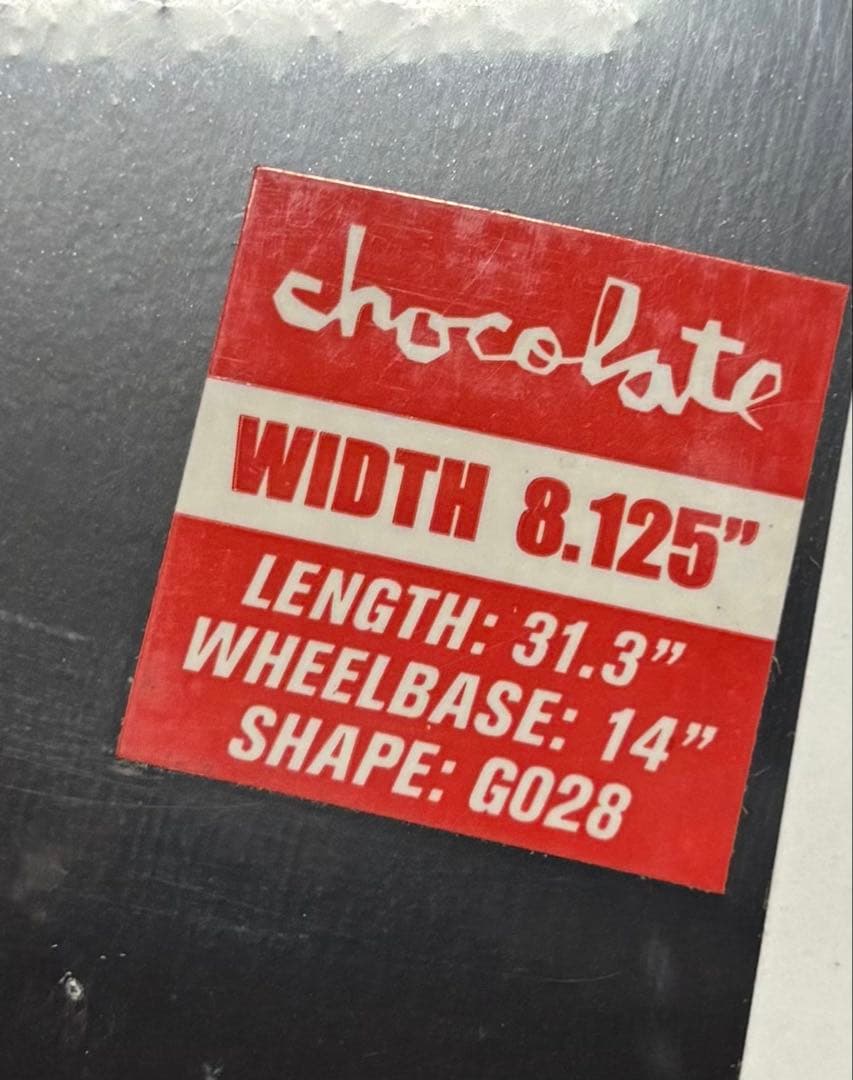 chocolate
WIDTH 8.125”
LENGTH: 31.3”
WHEELBASE: 14”
SHAPE: G028